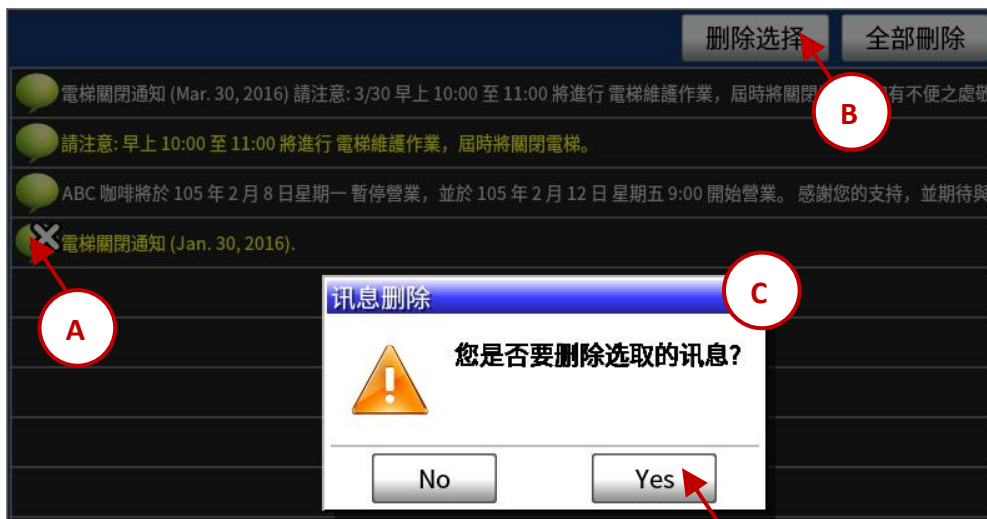 删除选择 全部刪除
電梯關閉通知 (Mar. 30, 2016) 請注意: 3/30 早上 10:00 至 11:00 將進行 電梯維護作業，屆時將關閉 有不便之處敬
B
請注意: 早上 10:00 至 11:00 將進行 電梯維護作業，屆時將關閉電梯。
ABC 咖啡將於 105 年 2 月 8 日星期一 暫停營業，並於 105 年 2 月 12 日 星期五 9:00 開始營業。 感謝您的支持，並期待與
電梯關閉通知 (Jan. 30, 2016).
A
讯息删除
C
您是否要删除选取的讯息?
No Yes